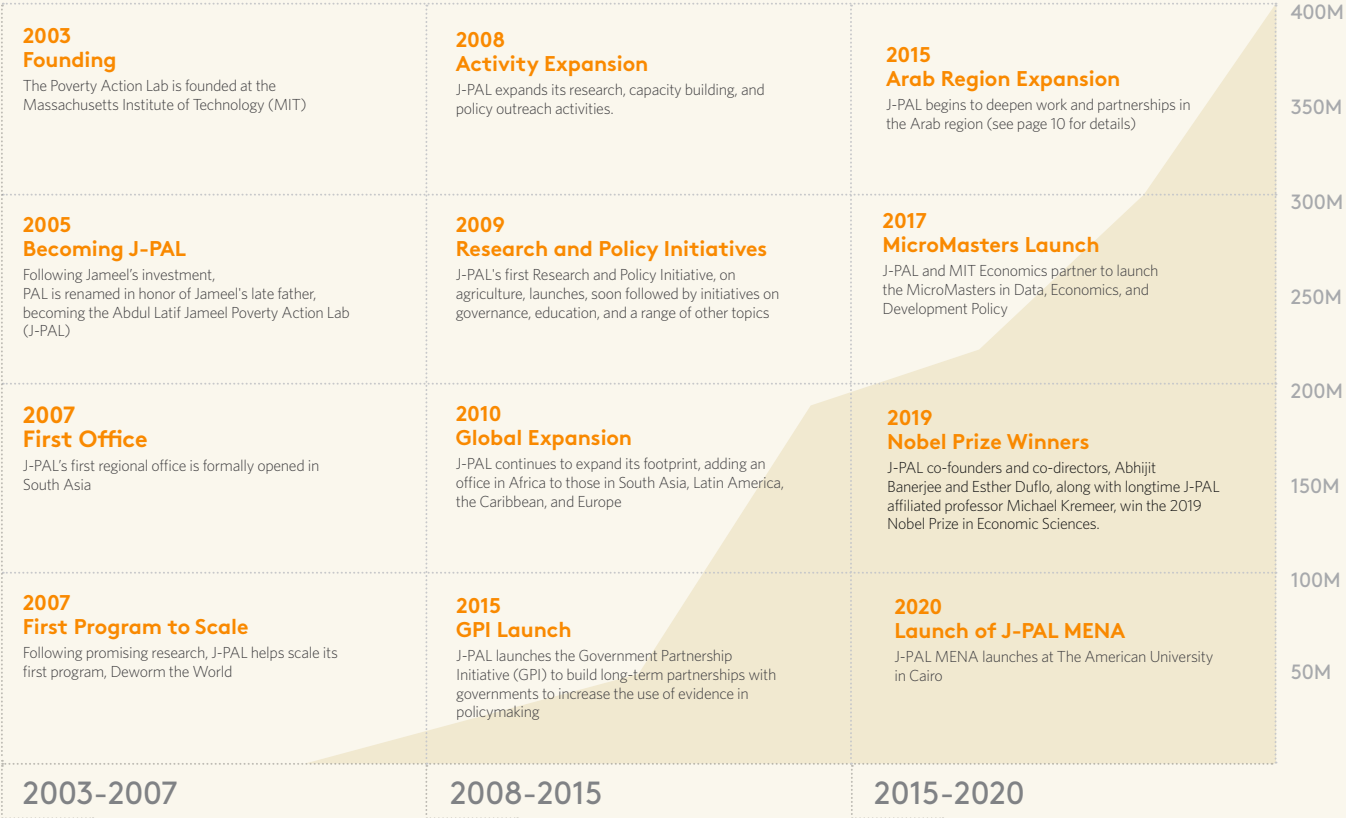 2003
Founding
The Poverty Action Lab is founded at the
Massachusetts Institute of Technology (MIT)
2005
Becoming J-PAL
Following Jameel's investment,
PAL is renamed in honor of Jameel's late father,
becoming the Abdul Latif Jameel Poverty Action Lab
(J-PAL)
2007
First Office
J-PAL's first regional office is formally opened in
South Asia
2007
First Program to Scale
Following promising research, J-PAL helps scale its
first program, Deworm the World
2003-2007
2008
Activity Expansion
J-PAL expands its research, capacity building, and
policy outreach activities.
2009
Research and Policy Initiatives
J-PAL's first Research and Policy Initiative, on
agriculture, launches, soon followed by initiatives on
governance, education, and a range of other topics
2010
Global Expansion
J-PAL continues to expand its footprint, adding an
office in Africa to those in South Asia, Latin America,
the Caribbean, and Europe
2015
GPI Launch
J-PAL launches the Government Partnership
Initiative (GPI) to build long-term partnerships with
governments to increase the use of evidence in
policymaking
2008-2015
2015
Arab Region Expansion
J-PAL begins to deepen work and partnerships in
the Arab region (see page 10 for details)
2017
MicroMasters Launch
J-PAL and MIT Economics partner to launch
the MicroMasters in Data, Economics, and
Development Policy
2019
Nobel Prize Winners
J-PAL co-founders and co-directors, Abhijit
Banerjee and Esther Duflo, along with longtime J-PAL
affiliated professor Michael Kremeer, win the 2019
Nobel Prize in Economic Sciences.
2020
Launch of J-PAL MENA
J-PAL MENA launches at The American University
in Cairo
2015-2020
400M
350M
300M
250M
200M
150M
100M
50M